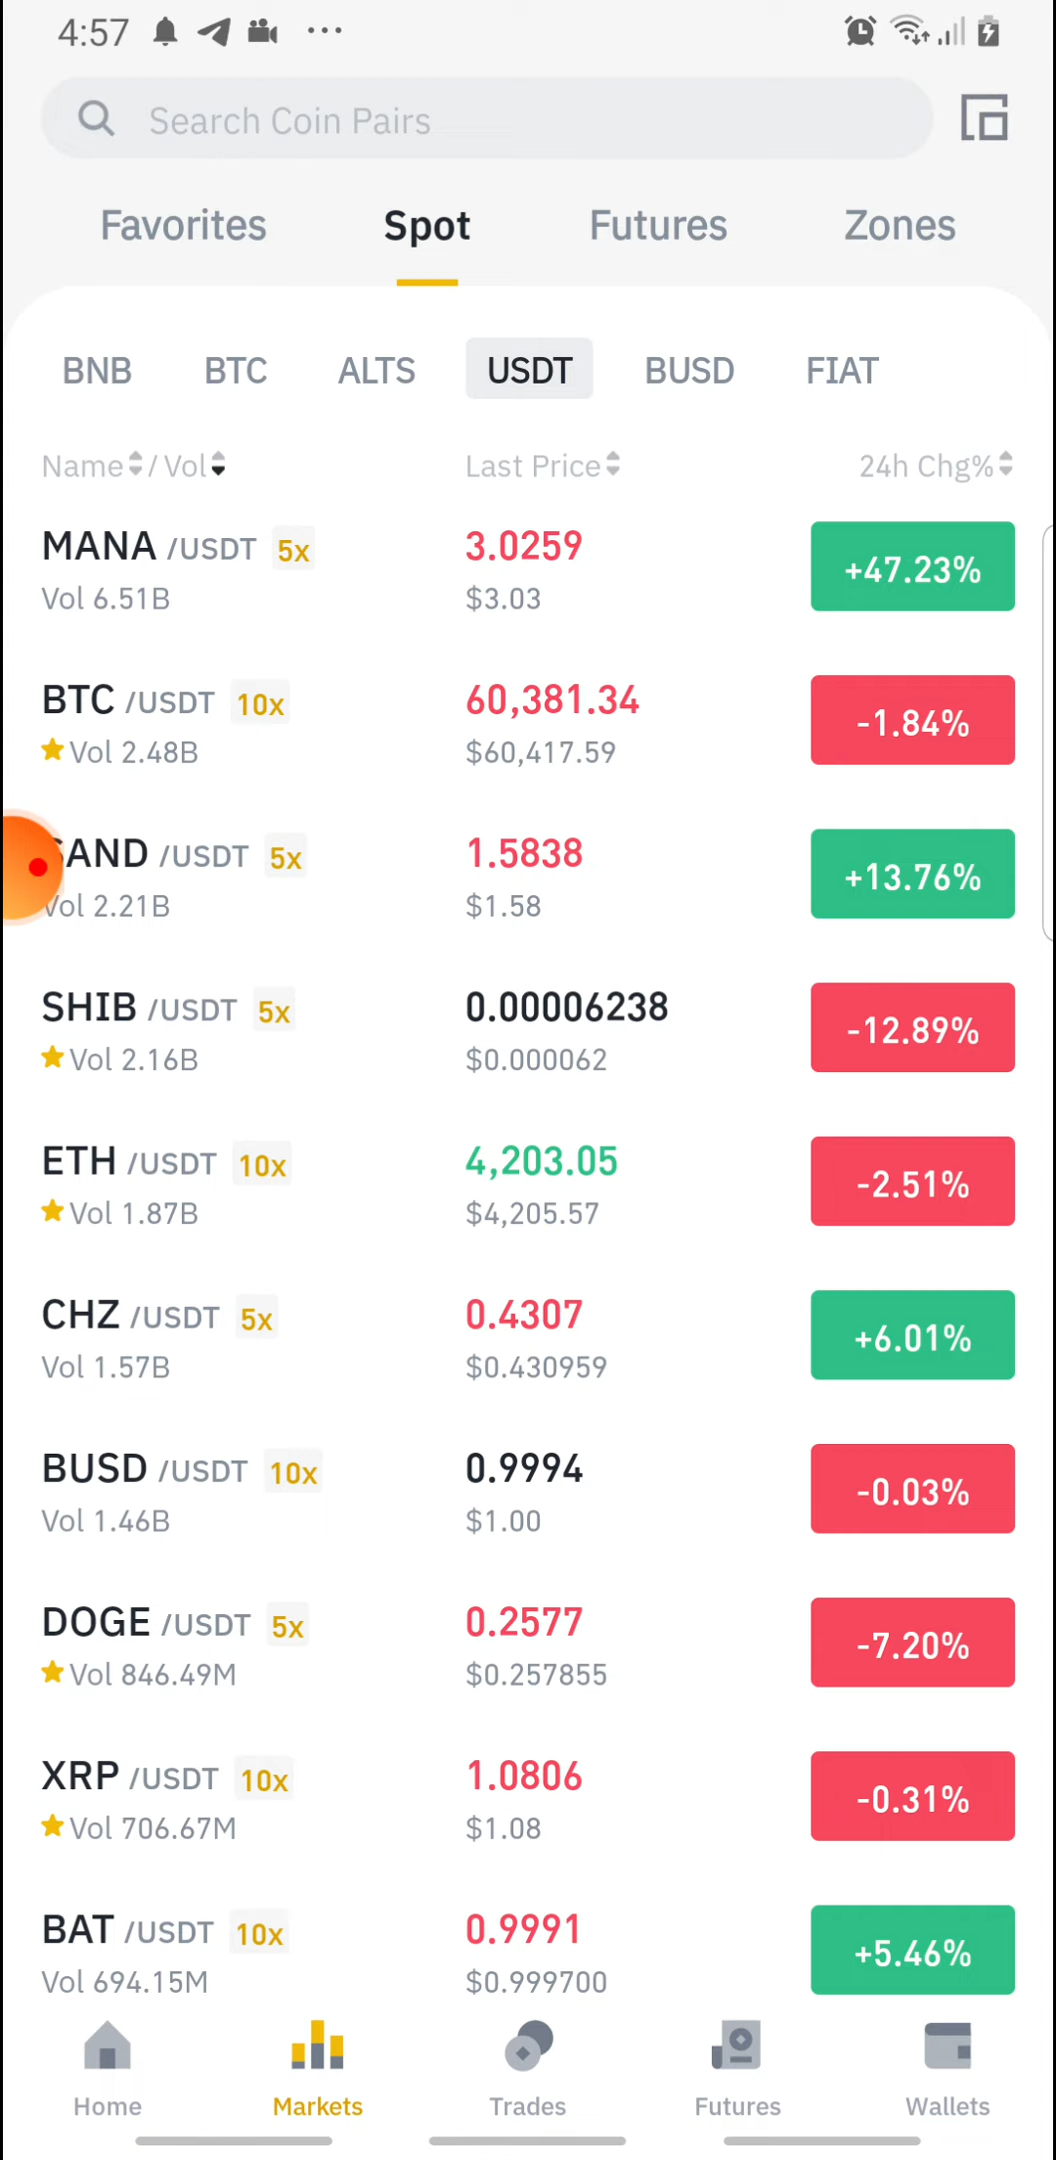 4:57
Search Coin Pairs
Favorites Spot Futures Zones
BNB BTC ALTS USDT BUSD FIAT
Name / Vol Last Price 24h Chg%
MANA /USDT 5x 3.0259 +47.23%
Vol 6.51B $3.03
BTC /USDT 10x 60,381.34 -1.84%
Vol 2.48B $60,417.59
SAND /USDT 5x 1.5838 +13.76%
Vol 2.21B $1.58
SHIB /USDT 5x 0.00006238 -12.89%
Vol 2.16B $0.000062
ETH /USDT 10x 4,203.05 -2.51%
Vol 1.87B $4,205.57
CHZ /USDT 5x 0.4307 +6.01%
Vol 1.57B $0.430959
BUSD /USDT 10x 0.9994 -0.03%
Vol 1.46B $1.00
DOGE /USDT 5x 0.2577 -7.20%
Vol 846.49M $0.257855
XRP /USDT 10x 1.0806 -0.31%
Vol 706.67M $1.08
BAT /USDT 10x 0.9991 +5.46%
Vol 694.15M $0.999700
Home Markets Trades Futures Wallets